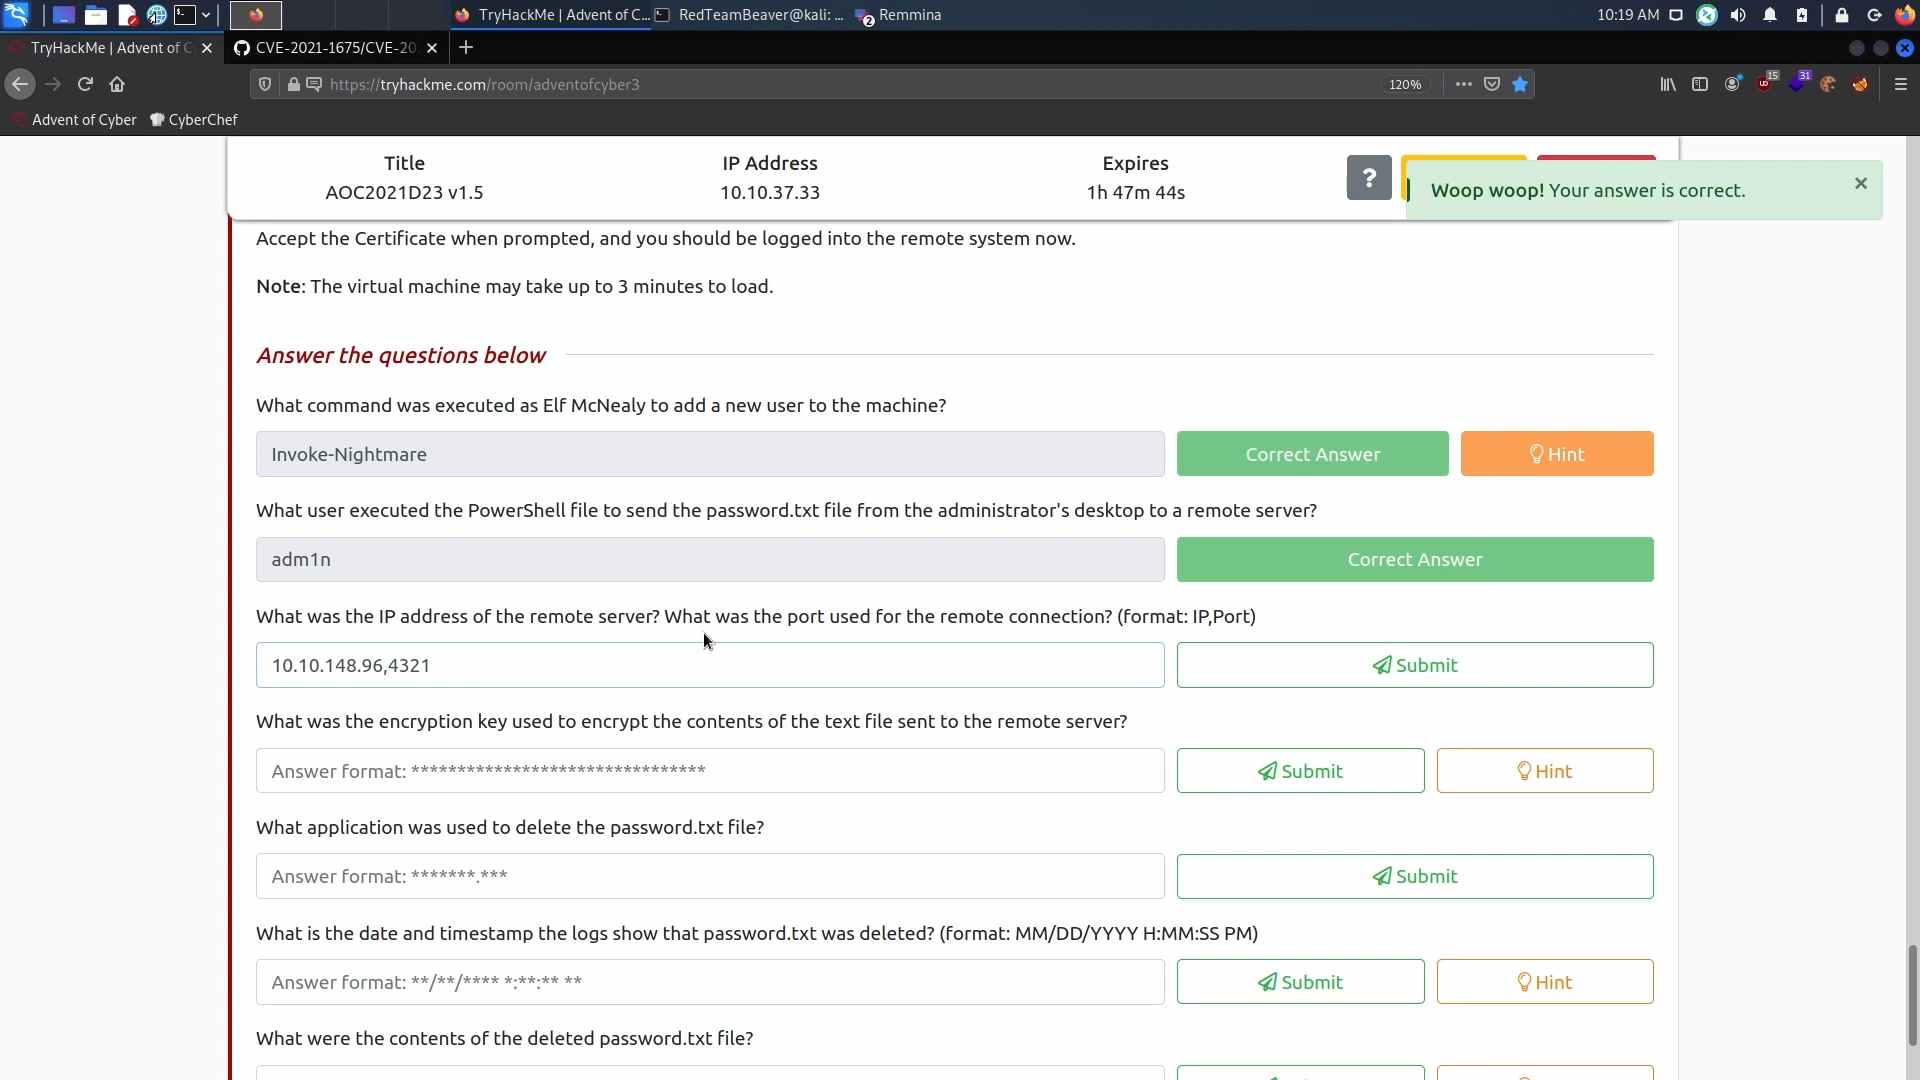 TryHackMe | Advent of C... RedTeamBeaver@kali: ... 2 Remmina 10:19 AM
TryHackMe | Advent of C CVE-2021-1675/CVE-20
https://tryhackme.com/room/adventofcyber3 120% 15 31
Advent of Cyber CyberChef
Title IP Address Expires
AOC2021D23 v1.5 10.10.37.33 1h 47m 44s ?
Woop woop! Your answer is correct.
Accept the Certificate when prompted, and you should be logged into the remote system now.
Note: The virtual machine may take up to 3 minutes to load.
Answer the questions below
What command was executed as Elf McNealy to add a new user to the machine?
Invoke-Nightmare Correct Answer Hint
What user executed the PowerShell file to send the password.txt file from the administrator's desktop to a remote server?
adm1n Correct Answer
What was the IP address of the remote server? What was the port used for the remote connection? (format: IP,Port)
10.10.148.96,4321 Submit
What was the encryption key used to encrypt the contents of the text file sent to the remote server?
Answer format: ******************************** Submit Hint
What application was used to delete the password.txt file?
Answer format: *******.*** Submit
What is the date and timestamp the logs show that password.txt was deleted? (format: MM/DD/YYYY H:MM:SS PM)
Answer format: **/**/**** *:**:** ** Submit Hint
What were the contents of the deleted password.txt file?